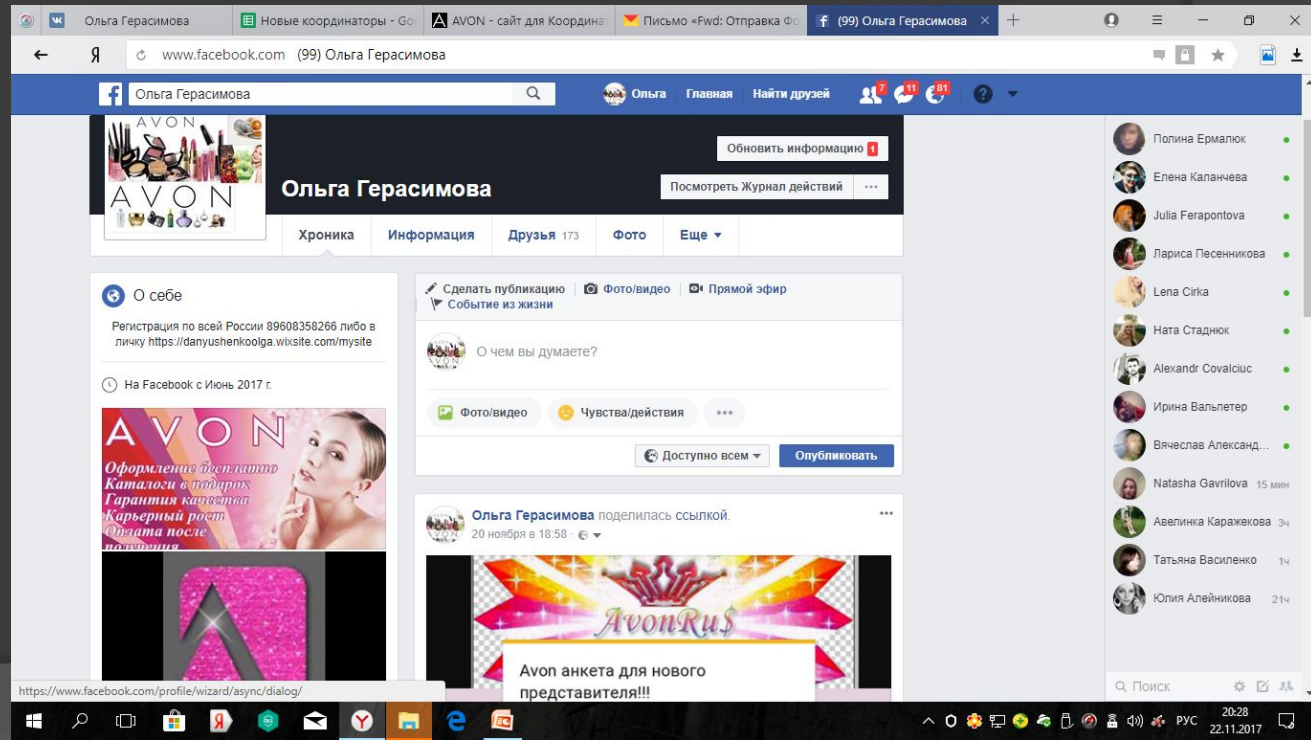 Ольга Герасимова
Новые координаторы - Goo
AVON - сайт для Координат
Письмо «Fwd: Отправка Фо
(99) Ольга Герасимова
Я
www.facebook.com (99) Ольга Герасимова
Ольга Герасимова
Ольга Главная Найти друзей 7 11 81
AVON
AVON
Обновить информацию 1
Ольга Герасимова
Посмотреть Журнал действий
Хроника Информация Друзья 173 Фото Еще
О себе
Регистрация по всей России 89608358266 либо в
личку https://danyushenkoolga.wixsite.com/mysite
На Facebook с Июнь 2017 г.
AVON
Оформление бесплатно
Каталоги в подарок
Гарантия качества
Карьерный рост
Оплата после
получения
Сделать публикацию Фото/видео Прямой эфир
Событие из жизни
О чем вы думаете?
Фото/видео Чувства/действия
Доступно всем Опубликовать
Ольга Герасимова поделилась ссылкой.
20 ноября в 18:58
AvonRu$
Avon анкета для нового
представителя!!!
Полина Ермалюк
Елена Каланчева
Julia Ferapontova
Лариса Песенникова
Lena Cirka
Ната Стаднюк
Alexandr Covalciuc
Ирина Вальпетер
Вячеслав Александ...
Natasha Gavrilova 15 мин
Авелинка Каражекова 3ч
Татьяна Василенко 1ч
Юлия Алейникова 21ч
Поиск
https://www.facebook.com/profile/wizard/async/dialog/
РУС
20:28
22.11.2017